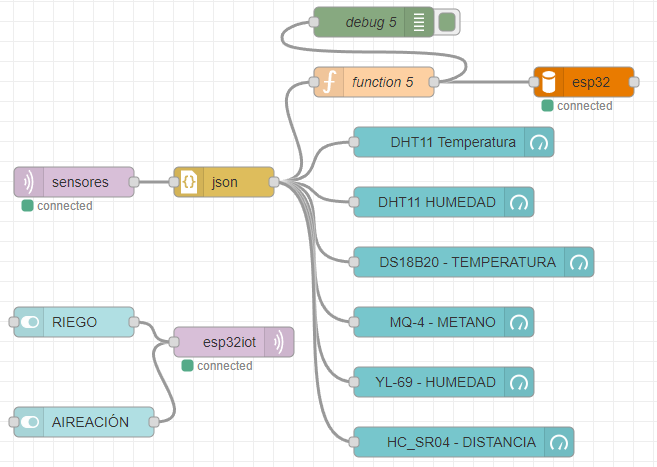 debug 5
function 5
esp32
connected
DHT11 Temperatura
sensores
connected
{} json
DHT11 HUMEDAD
DS18B20 - TEMPERATURA
RIEGO
MQ-4 - METANO
esp32iot
connected
YL-69 - HUMEDAD
AIREACIÓN
HC_SR04 - DISTANCIA